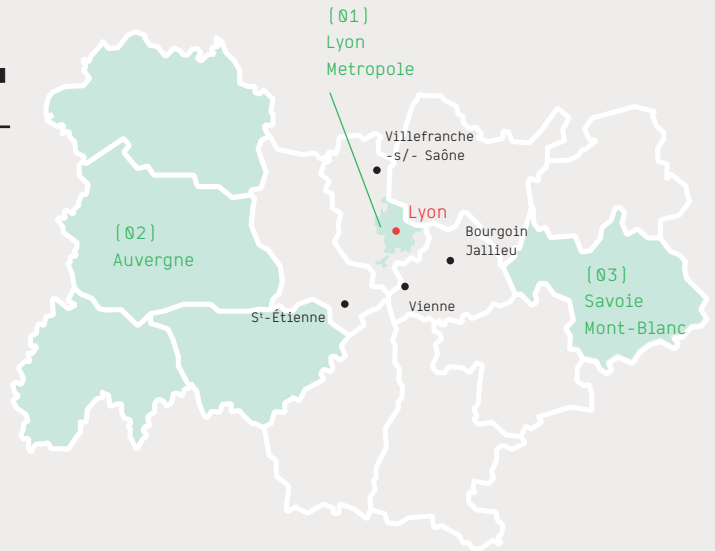 (01)
Lyon
Metropole
Villefranche
-s/- Saône
Lyon
Bourgoin
Jallieu
(02)
Auvergne
(03)
Savoie
Mont-Blanc
Vienne
Sᵗ-Étienne